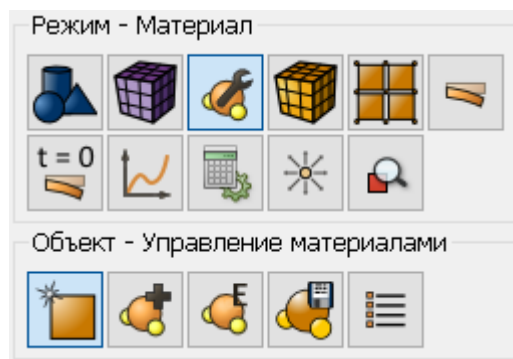 Режим - Материал
t = 0
Объект - Управление материалами
E